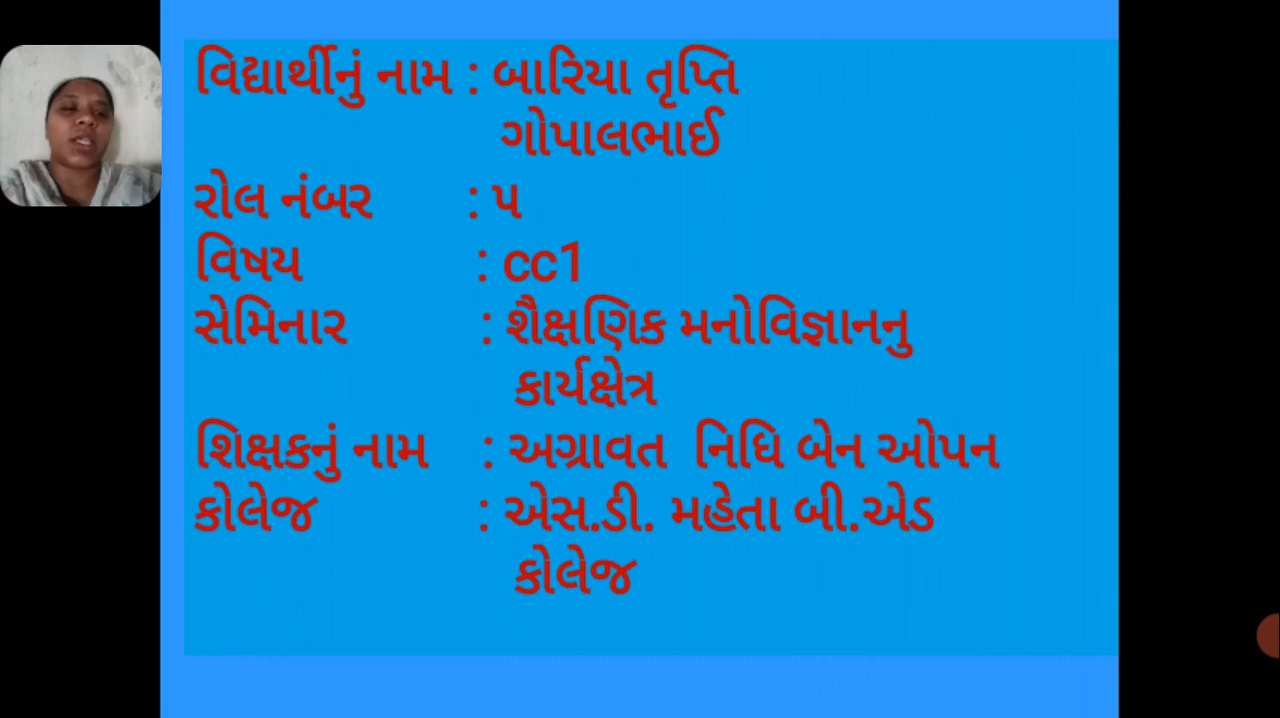 વિદ્યાર્થીનું નામ : બારિયા તૃપ્તિ
ગોપાલભાઈ
રોલ નંબર : ૫
વિષય : cc1
સેમિનાર : શૈક્ષણિક મનોવિજ્ઞાનનુ
કાર્યક્ષેત્ર
શિક્ષકનું નામ : અગ્રાવત નિધિ બેન ઓપન
કોલેજ : એસ.ડી. મહેતા બી.એડ
કોલેજ